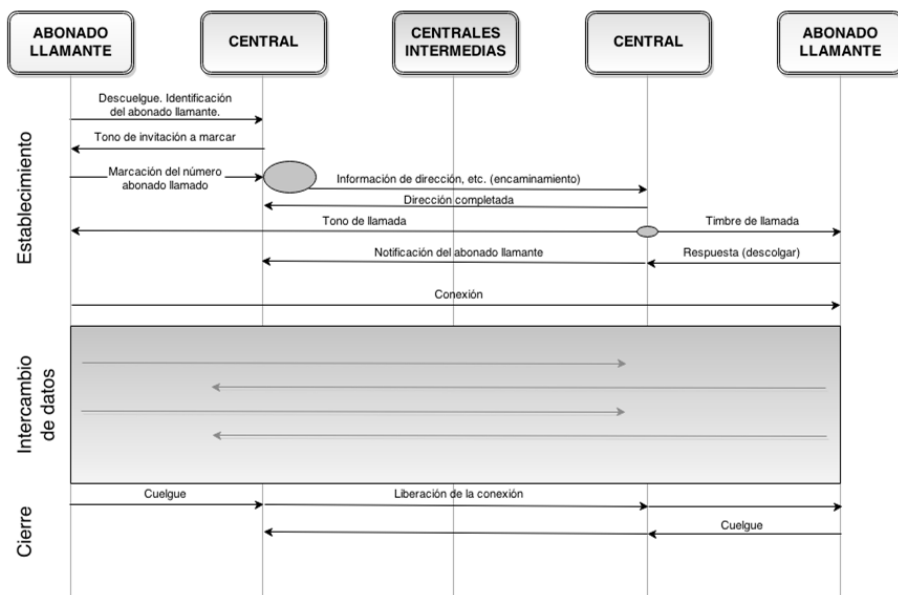 ABONADO
LLAMANTE
CENTRAL
CENTRALES
INTERMEDIAS
CENTRAL
ABONADO
LLAMANTE
Establecimiento
Descuelgue. Identificación
del abonado llamante.
Tono de invitación a marcar
Marcación del número
abonado llamado
Información de dirección, etc. (encaminamiento)
Dirección completada
Tono de llamada
Timbre de llamada
Notificación del abonado llamante
Respuesta (descolgar)
Conexión
Intercambio
de datos
Cierre
Cuelgue
Liberación de la conexión
Cuelgue